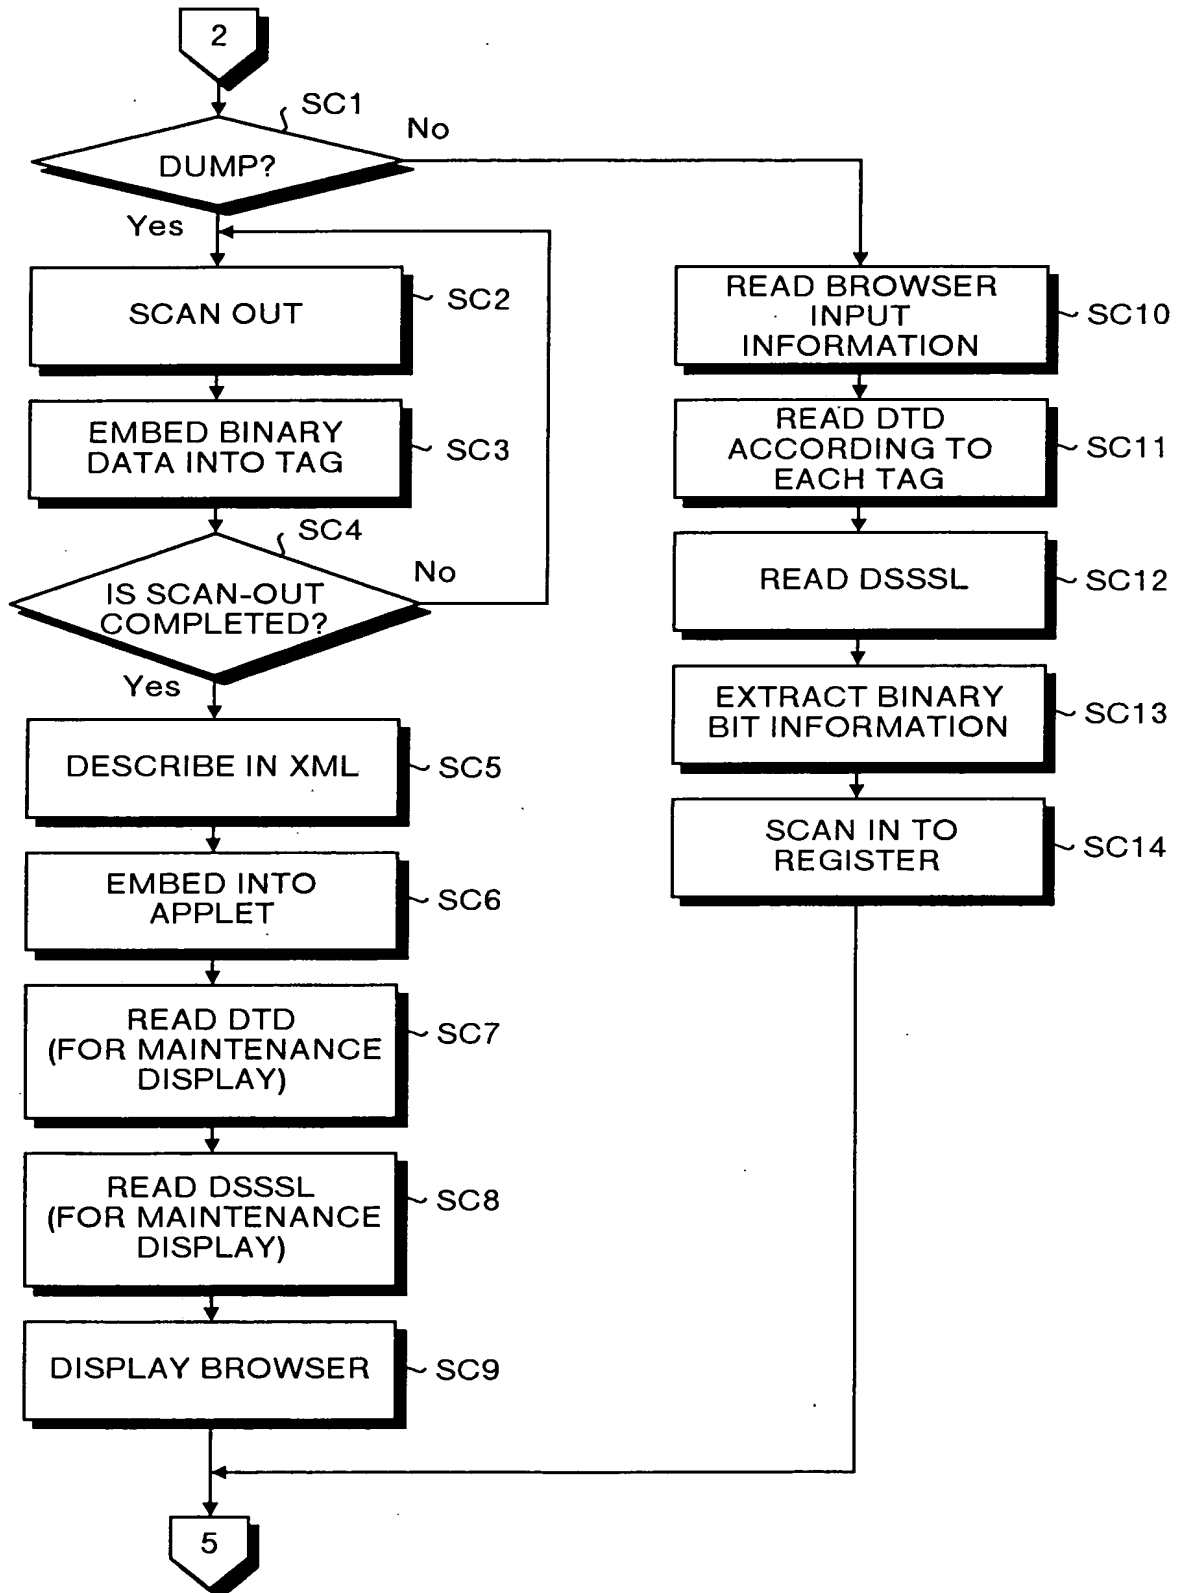 2
SC1
No
DUMP?
Yes
SCAN OUT
SC2
EMBED BINARY
DATA INTO TAG
SC3
SC4
No
IS SCAN-OUT
COMPLETED?
Yes
DESCRIBE IN XML
SC5
EMBED INTO
APPLET
SC6
READ DTD
(FOR MAINTENANCE
DISPLAY)
SC7
READ DSSSL
(FOR MAINTENANCE
DISPLAY)
SC8
DISPLAY BROWSER
SC9
READ BROWSER
INPUT
INFORMATION
SC10
READ DTD
ACCORDING TO
EACH TAG
SC11
READ DSSSL
SC12
EXTRACT BINARY
BIT INFORMATION
SC13
SCAN IN TO
REGISTER
SC14
5